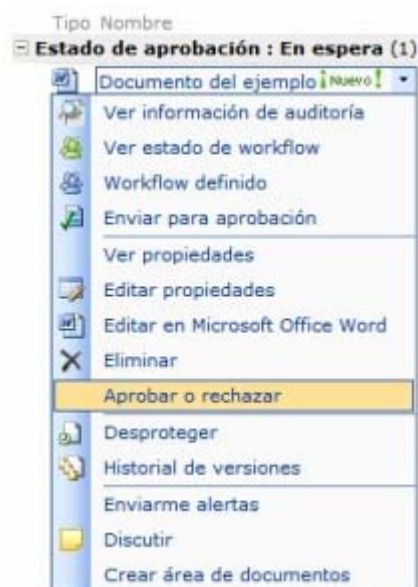 Tipo Nombre
Estado de aprobación : En espera (1)
Documento del ejemplo ¡Nuevo!
Ver información de auditoría
Ver estado de workflow
Workflow definido
Enviar para aprobación
Ver propiedades
Editar propiedades
Editar en Microsoft Office Word
Eliminar
Aprobar o rechazar
Desproteger
Historial de versiones
Enviarme alertas
Discutir
Crear área de documentos